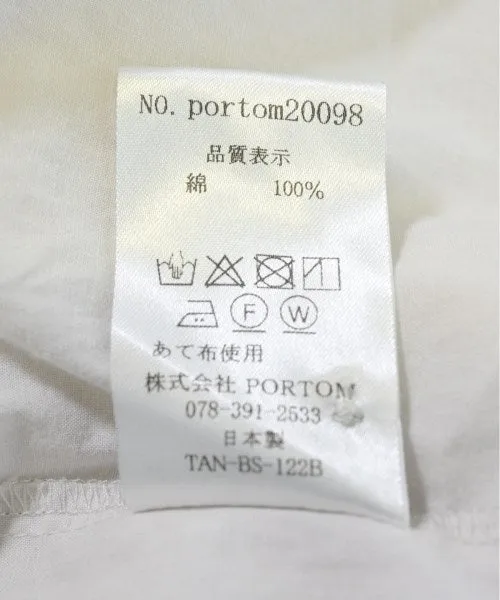 NO. portom20098
品質表示
綿 100%
F W
あて布使用
株式会社 PORTOM
078-391-2533
日本製
TAN-BS-122B